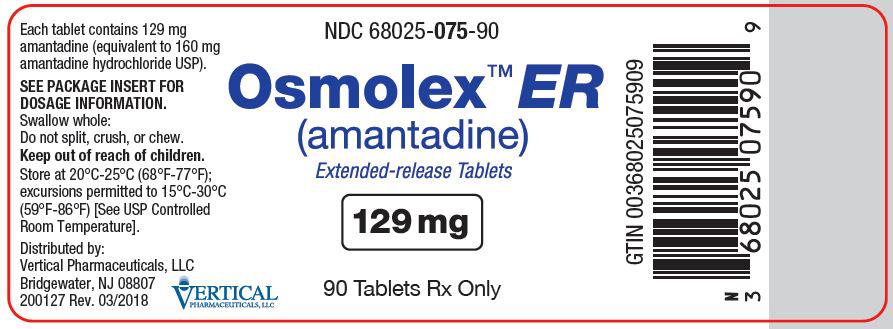 Each tablet contains 129 mg
amantadine (equivalent to 160 mg
amantadine hydrochloride USP).
SEE PACKAGE INSERT FOR
DOSAGE INFORMATION.
Swallow whole:
Do not split, crush, or chew.
Keep out of reach of children.
Store at 20°C-25°C (68°F-77°F);
excursions permitted to 15°C-30°C
(59°F-86°F) [See USP Controlled
Room Temperature].
Distributed by:
Vertical Pharmaceuticals, LLC
Bridgewater, NJ 08807
200127 Rev. 03/2018
VERTICAL
PHARMACEUTICALS, LLC
NDC 68025-075-90
Osmolex™ ER
(amantadine)
Extended-release Tablets
129 mg
90 Tablets Rx Only
GTIN 00368025075909
N
3 68025 07590 9